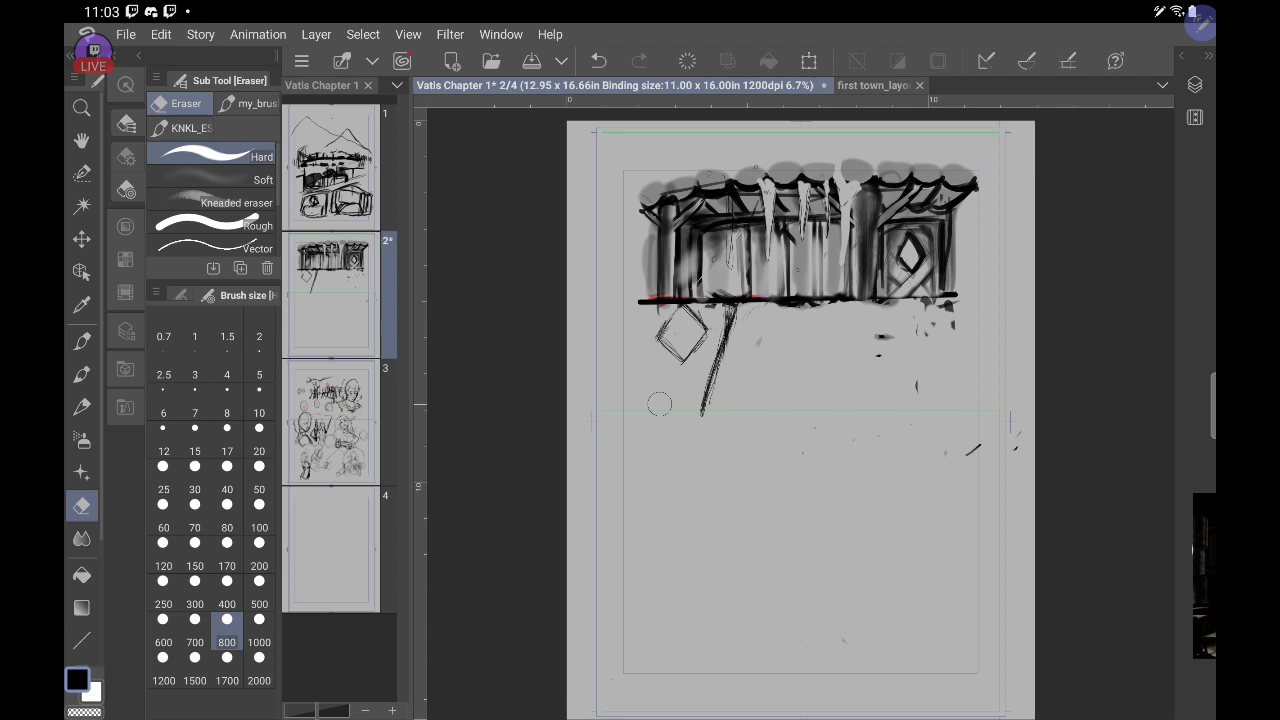 11:03
LIVE
File Edit Story Animation Layer Select View Filter Window Help
Sub Tool [Eraser]
Eraser
my_brus
KNKL_ES
Hard
Soft
Kneaded eraser
Rough
Vector
Brush size [H
0.7 1 1.5 2
2.5 3 4 5
6 7 8 10
12 15 17 20
25 30 40 50
60 70 80 100
120 150 170 200
250 300 400 500
600 700 800 1000
1200 1500 1700 2000
Vatis Chapter 1
1
2*
3
4
Vatis Chapter 1* 2/4 (12.95 x 16.66in Binding size:11.00 x 16.00in 1200dpi 6.7%)
first town_layo
0 10
0
10